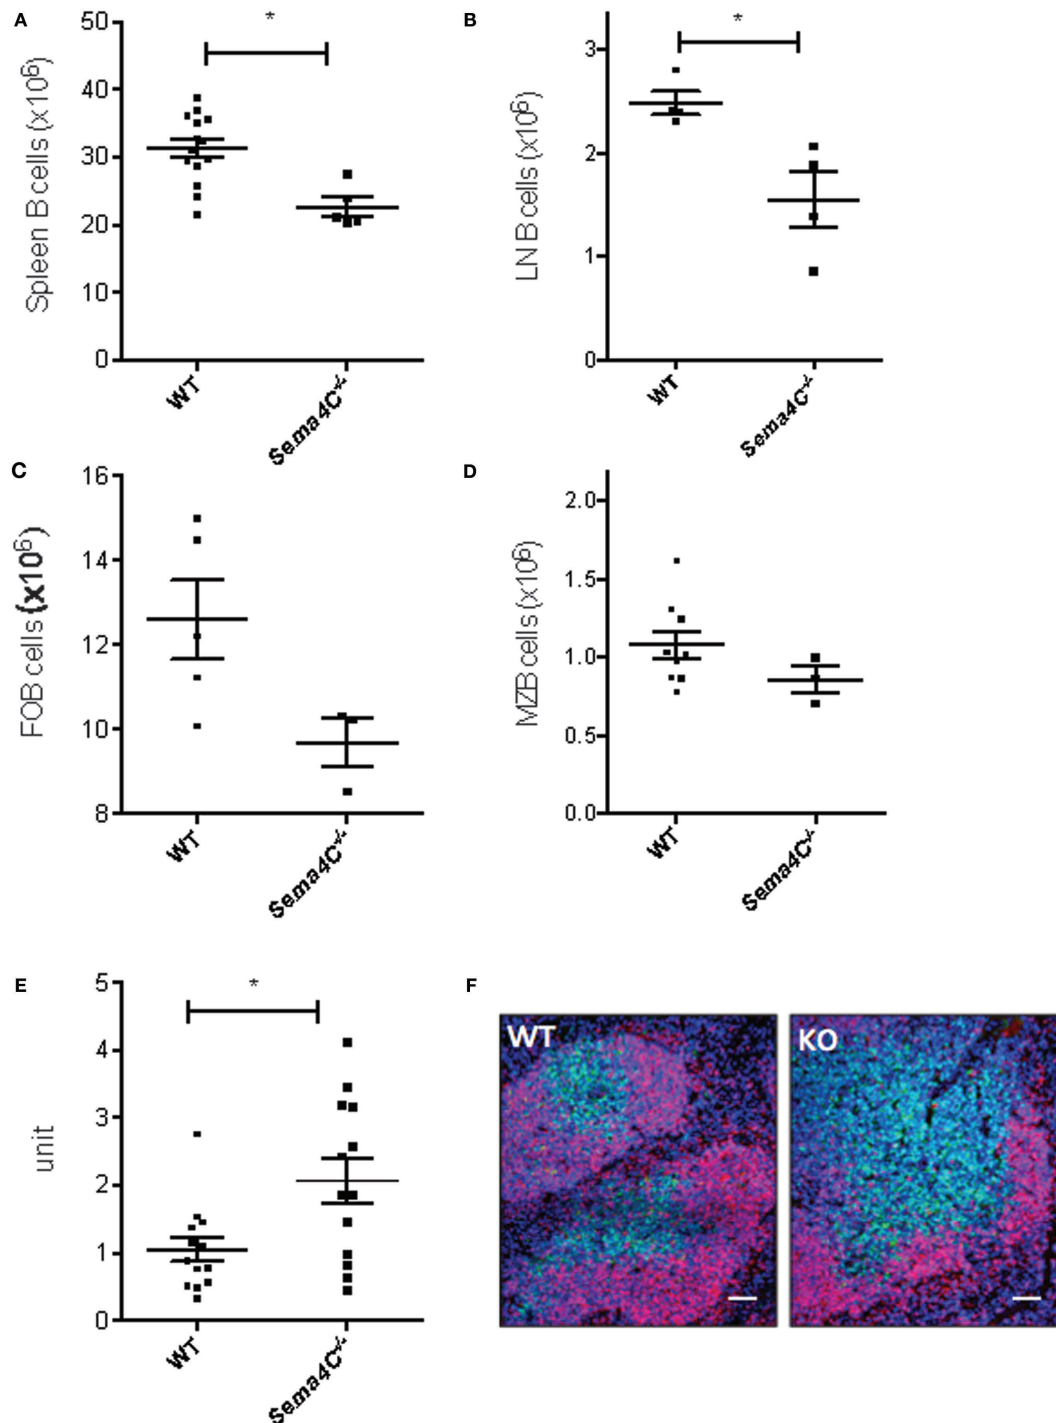 A
50
40
30
20
10
0
Spleen B cells (x10⁶)
*
WT
Sema4C-/-
B
3
2
1
0
LN B cells (x10⁶)
*
WT
Sema4C-/-
C
16
14
12
10
8
FOB cells (x10⁶)
WT
Sema4C-/-
D
2.0
1.5
1.0
0.5
0.0
MZB cells (x10⁶)
WT
Sema4C-/-
E
5
4
3
2
1
0
unit
*
WT
Sema4C-/-
F
WT
KO